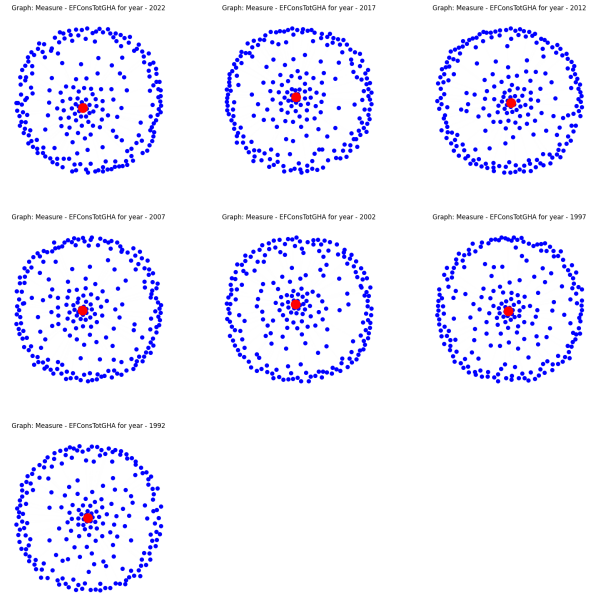 Graph: Measure - EFConsTotGHA for year - 2022
Graph: Measure - EFConsTotGHA for year - 2017
Graph: Measure - EFConsTotGHA for year - 2012
Graph: Measure - EFConsTotGHA for year - 2007
Graph: Measure - EFConsTotGHA for year - 2002
Graph: Measure - EFConsTotGHA for year - 1997
Graph: Measure - EFConsTotGHA for year - 1992